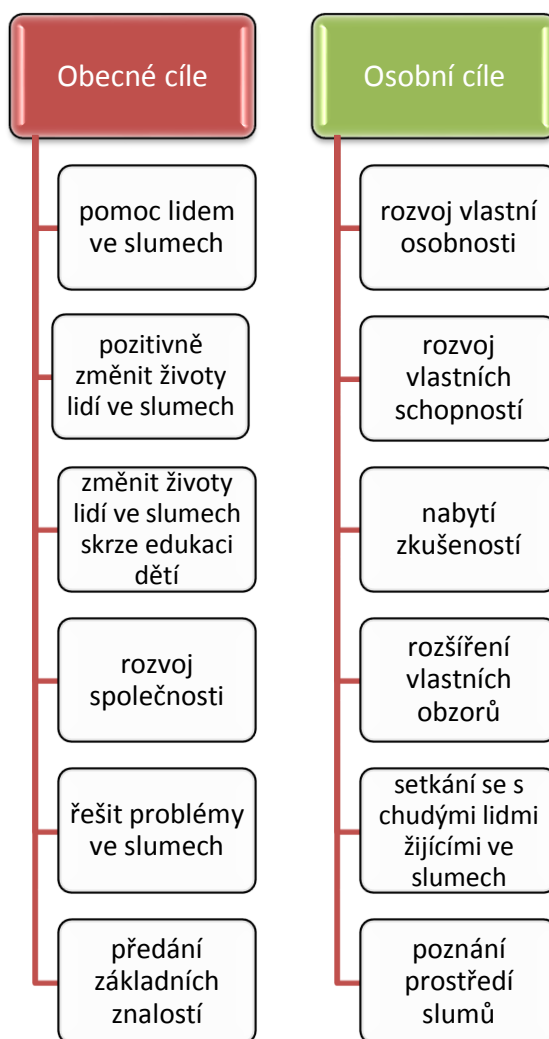 Obecné cíle
pomoc lidem
ve slumech
pozitivně
změnit životy
lidí ve slumech
změnit životy
lidí ve slumech
skrze edukaci
dětí
rozvoj
společnosti
řešit problémy
ve slumech
předání
základních
znalostí
Osobní cíle
rozvoj vlastní
osobnosti
rozvoj
vlastních
schopností
nabytí
zkušeností
rozšíření
vlastních
obzorů
setkání se s
chudými lidmi
žijícími ve
slumech
poznání
prostředí
slumů